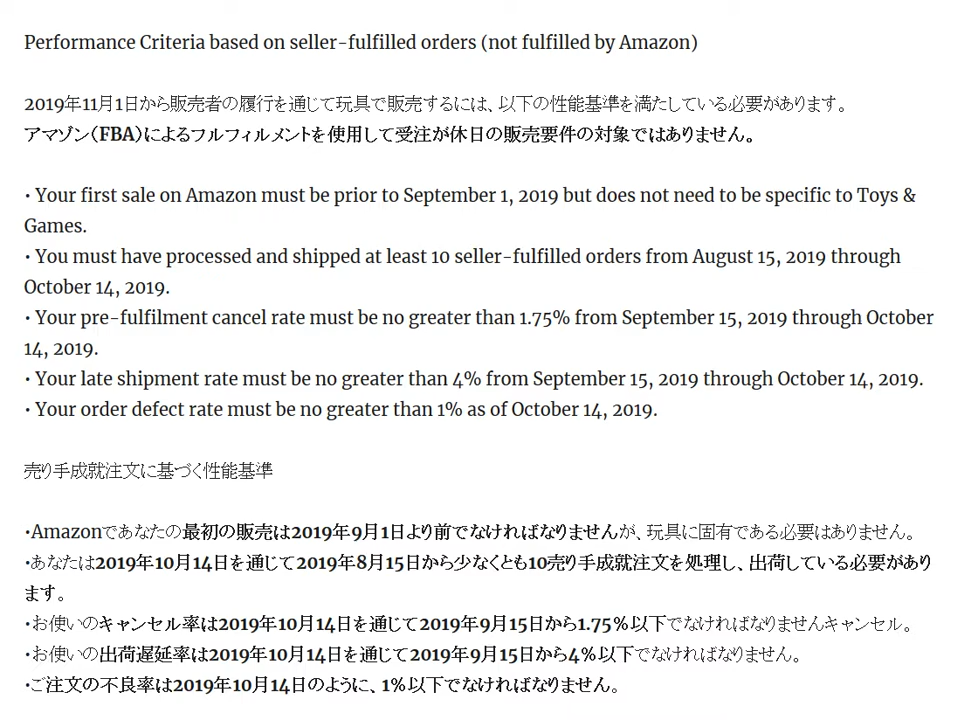 Performance Criteria based on seller-fulfilled orders (not fulfilled by Amazon)
2019年11月1日から販売者の履行を通じて玩具で販売するには、以下の性能基準を満たしている必要があります。
アマゾン（FBA）によるフルフィルメントを使用して受注が休日の販売要件の対象ではありません。
• Your first sale on Amazon must be prior to September 1, 2019 but does not need to be specific to Toys &
Games.
• You must have processed and shipped at least 10 seller-fulfilled orders from August 15, 2019 through
October 14, 2019.
• Your pre-fulfilment cancel rate must be no greater than 1.75% from September 15, 2019 through October
14, 2019.
• Your late shipment rate must be no greater than 4% from September 15, 2019 through October 14, 2019.
• Your order defect rate must be no greater than 1% as of October 14, 2019.
売り手成就注文に基づく性能基準
•Amazonであなたの最初の販売は2019年9月1日より前でなければなりませんが、玩具に固有である必要はありません。
•あなたは2019年10月14日を通じて2019年8月15日から少なくとも10売り手成就注文を処理し、出荷している必要があり
ます。
•お使いのキャンセル率は2019年10月14日を通じて2019年9月15日から1.75％以下でなければなりませんキャンセル。
•お使いの出荷遅延率は2019年10月14日を通じて2019年9月15日から4％以下でなければなりません。
•ご注文の不良率は2019年10月14日のように、1％以下でなければなりません。